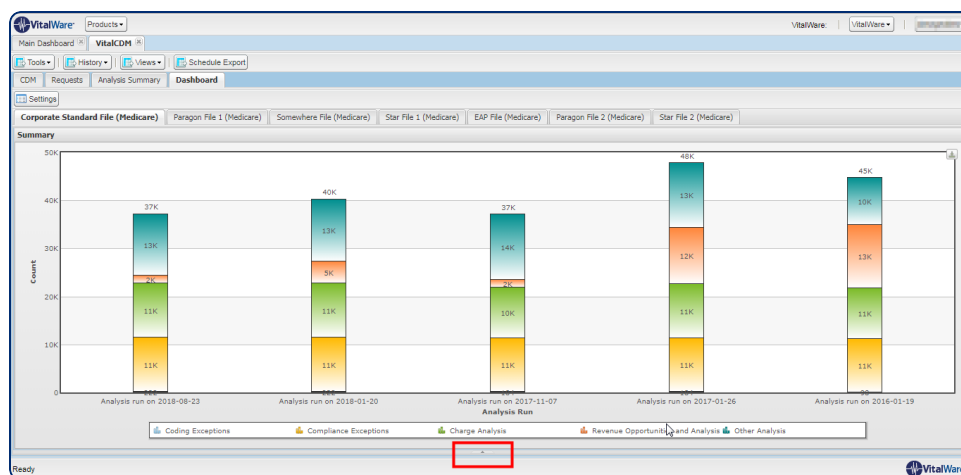 VitalWare Products VitalWare: VitalWare
Main Dashboard VitalCDM
Tools History Views Schedule Export
CDM Requests Analysis Summary Dashboard
Settings
Corporate Standard File (Medicare) Paragon File 1 (Medicare) Somewhere File (Medicare) Star File 1 (Medicare) EAP File (Medicare) Paragon File 2 (Medicare) Star File 2 (Medicare)
Summary
50K
48K
45K
40K 40K
37K 37K
13K 13K 14K 13K 10K
30K
2K 5K 2K 12K 13K
Count
20K
11K 11K 10K 11K 11K
10K
11K 11K 11K 11K 11K
0
Analysis run on 2018-08-23 Analysis run on 2018-01-20 Analysis run on 2017-11-07 Analysis run on 2017-01-26 Analysis run on 2016-01-19
Analysis Run
Coding Exceptions Compliance Exceptions Charge Analysis Revenue Opportunities and Analysis Other Analysis
Ready VitalWare